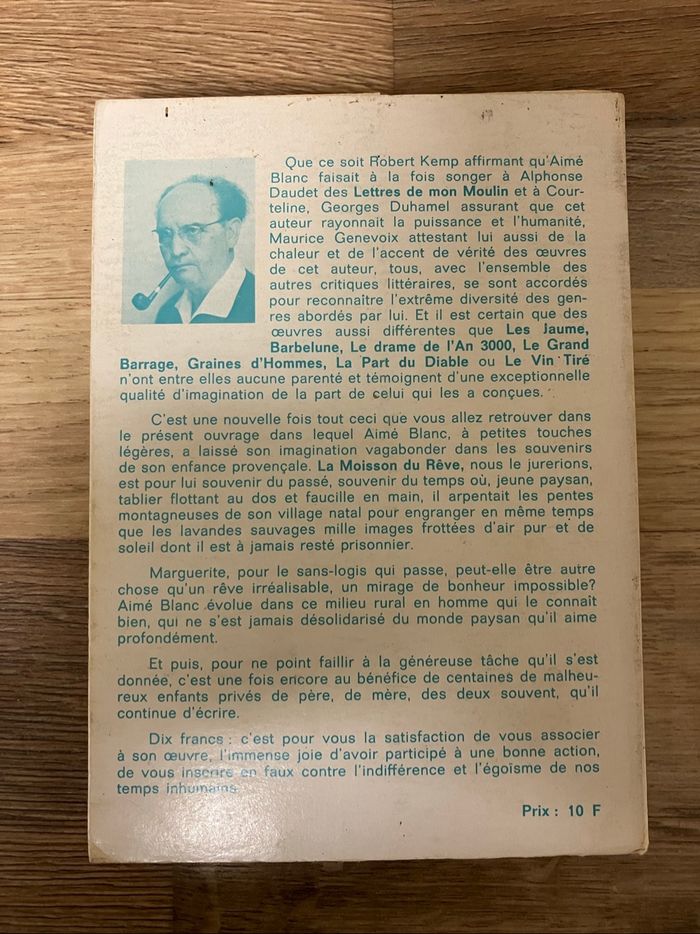 Que ce soit Robert Kemp affirmant qu'Aimé
Blanc faisait à la fois songer à Alphonse
Daudet des Lettres de mon Moulin et à Cour-
teline, Georges Duhamel assurant que cet
auteur rayonnait la puissance et l'humanité,
Maurice Genevoix attestant lui aussi de la
chaleur et de l'accent de vérité des œuvres
de cet auteur, tous, avec l'ensemble des
autres critiques littéraires, se sont accordés
pour reconnaître l'extrême diversité des gen-
res abordés par lui. Et il est certain que des
œuvres aussi différentes que Les Jaume,
Barbelune, Le drame de l'An 3000, Le Grand
Barrage, Graines d'Hommes, La Part du Diable ou Le Vin Tiré
n'ont entre elles aucune parenté et témoignent d'une exceptionnelle
qualité d'imagination de la part de celui qui les a conçues.
C'est une nouvelle fois tout ceci que vous allez retrouver dans
le présent ouvrage dans lequel Aimé Blanc, à petites touches
légères, a laissé son imagination vagabonder dans les souvenirs
de son enfance provençale. La Moisson du Rêve, nous le jurerions,
est pour lui souvenir du passé, souvenir du temps où, jeune paysan,
tablier flottant au dos et faucille en main, il arpentait les pentes
montagneuses de son village natal pour engranger en même temps
que les lavandes sauvages mille images frottées d'air pur et de
soleil dont il est à jamais resté prisonnier.
Marguerite, pour le sans-logis qui passe, peut-elle être autre
chose qu'un rêve irréalisable, un mirage de bonheur impossible?
Aimé Blanc évolue dans ce milieu rural en homme qui le connaît
bien, qui ne s'est jamais désolidarisé du monde paysan qu'il aime
profondément.
Et puis, pour ne point faillir à la généreuse tâche qu'il s'est
donnée, c'est une fois encore au bénéfice de centaines de malheu-
reux enfants privés de père, de mère, des deux souvent, qu'il
continue d'écrire.
Dix francs : c'est pour vous la satisfaction de vous associer
à son œuvre, l'immense joie d'avoir participé à une bonne action,
de vous inscrire en faux contre l'indifférence et l'égoïsme de nos
temps inhumains.
Prix : 10 F